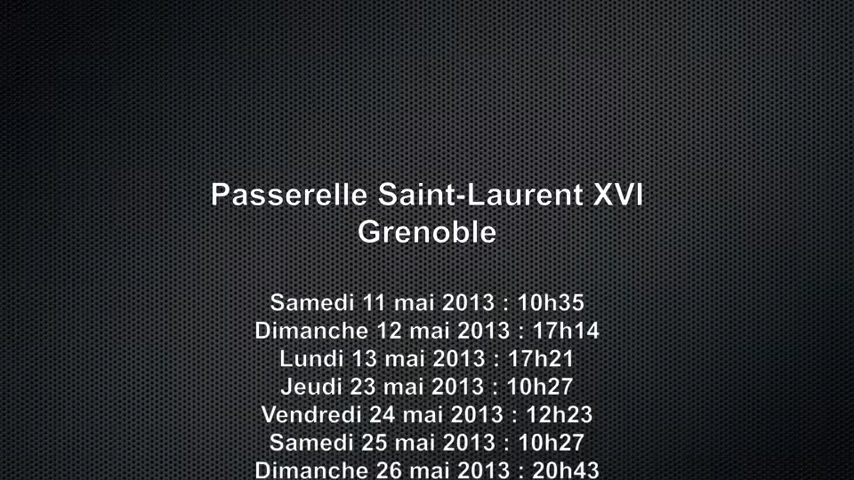 Passerelle Saint-Laurent XVI
Grenoble
Samedi 11 mai 2013 : 10h35
Dimanche 12 mai 2013 : 17h14
Lundi 13 mai 2013 : 17h21
Jeudi 23 mai 2013 : 10h27
Vendredi 24 mai 2013 : 12h23
Samedi 25 mai 2013 : 10h27
Dimanche 26 mai 2013 : 20h43